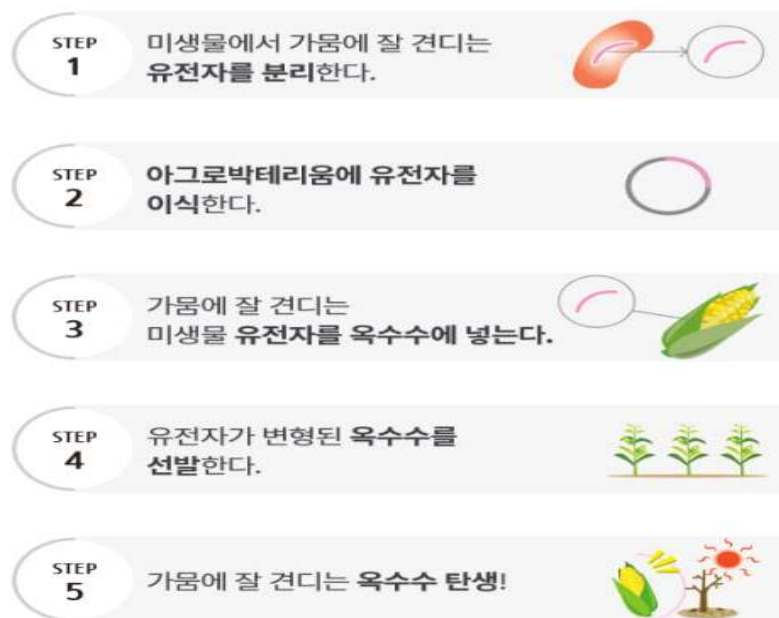 STEP
1
미생물에서 가뭄에 잘 견디는
유전자를 분리한다.
STEP
2
아그로박테리움에 유전자를
이식한다.
STEP
3
가뭄에 잘 견디는
미생물 유전자를 옥수수에 넣는다.
STEP
4
유전자가 변형된 옥수수를
선발한다.
STEP
5
가뭄에 잘 견디는 옥수수 탄생!